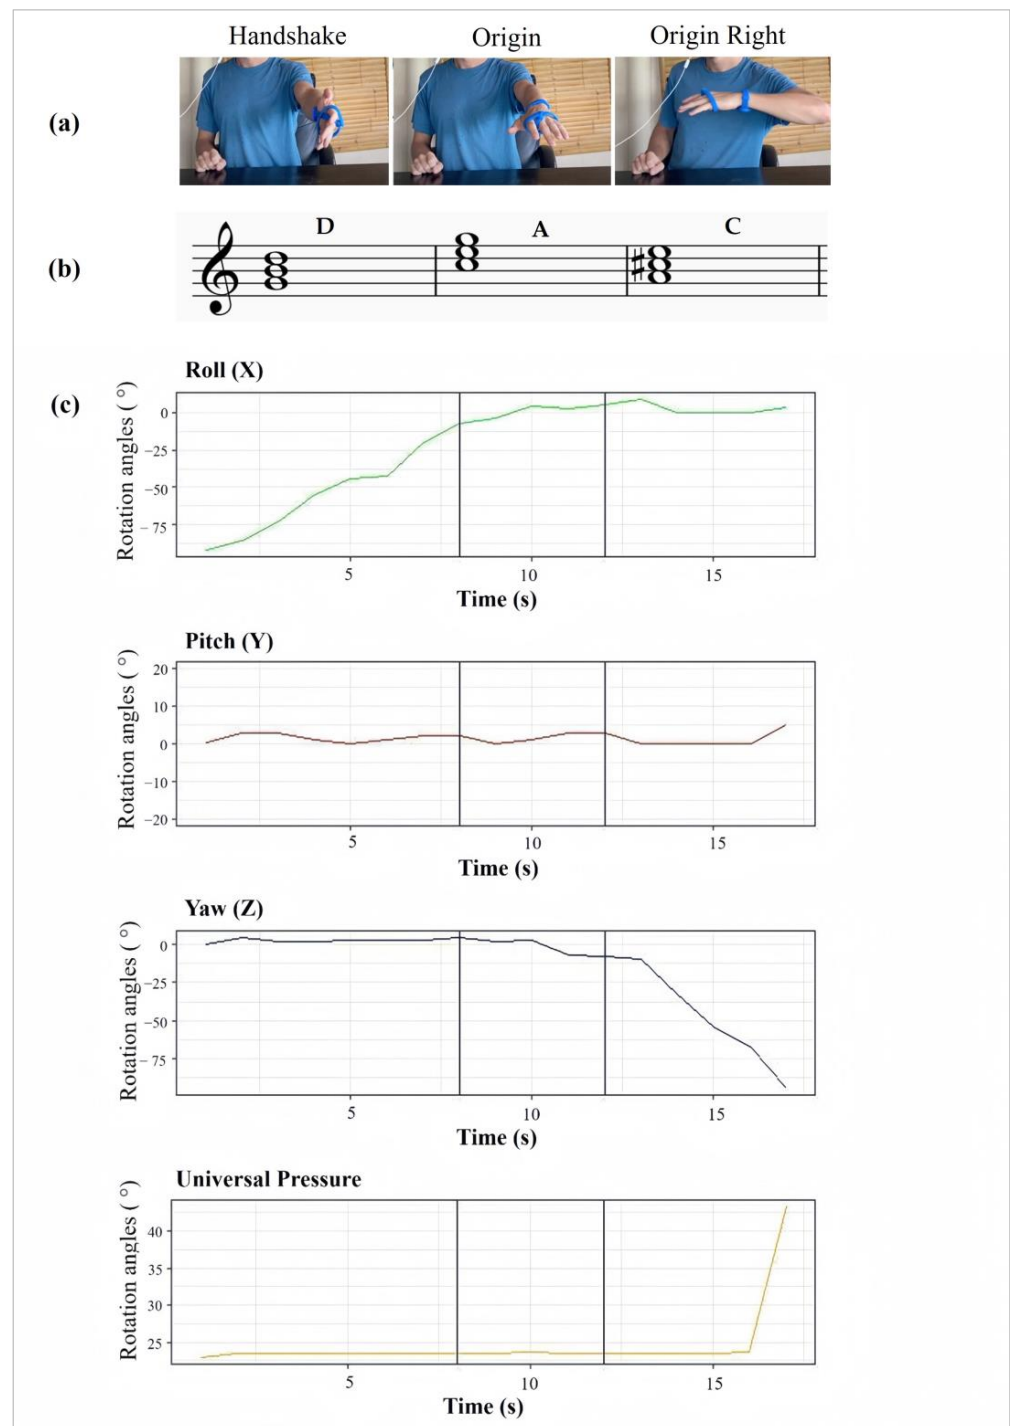 Handshake Origin Origin Right
(a)
D A C
(b)
(c)
Roll (X)
Rotation angles ( °)
0
−25
−50
− 75
5 10 15
Time (s)
Pitch (Y)
Rotation angles ( °)
20
10
0
−10
−20
5 10 15
Time (s)
Yaw (Z)
Rotation angles ( °)
0
−25
−50
− 75
5 10 15
Time (s)
Universal Pressure
Rotation angles ( °)
40
35
30
25
5 10 15
Time (s)